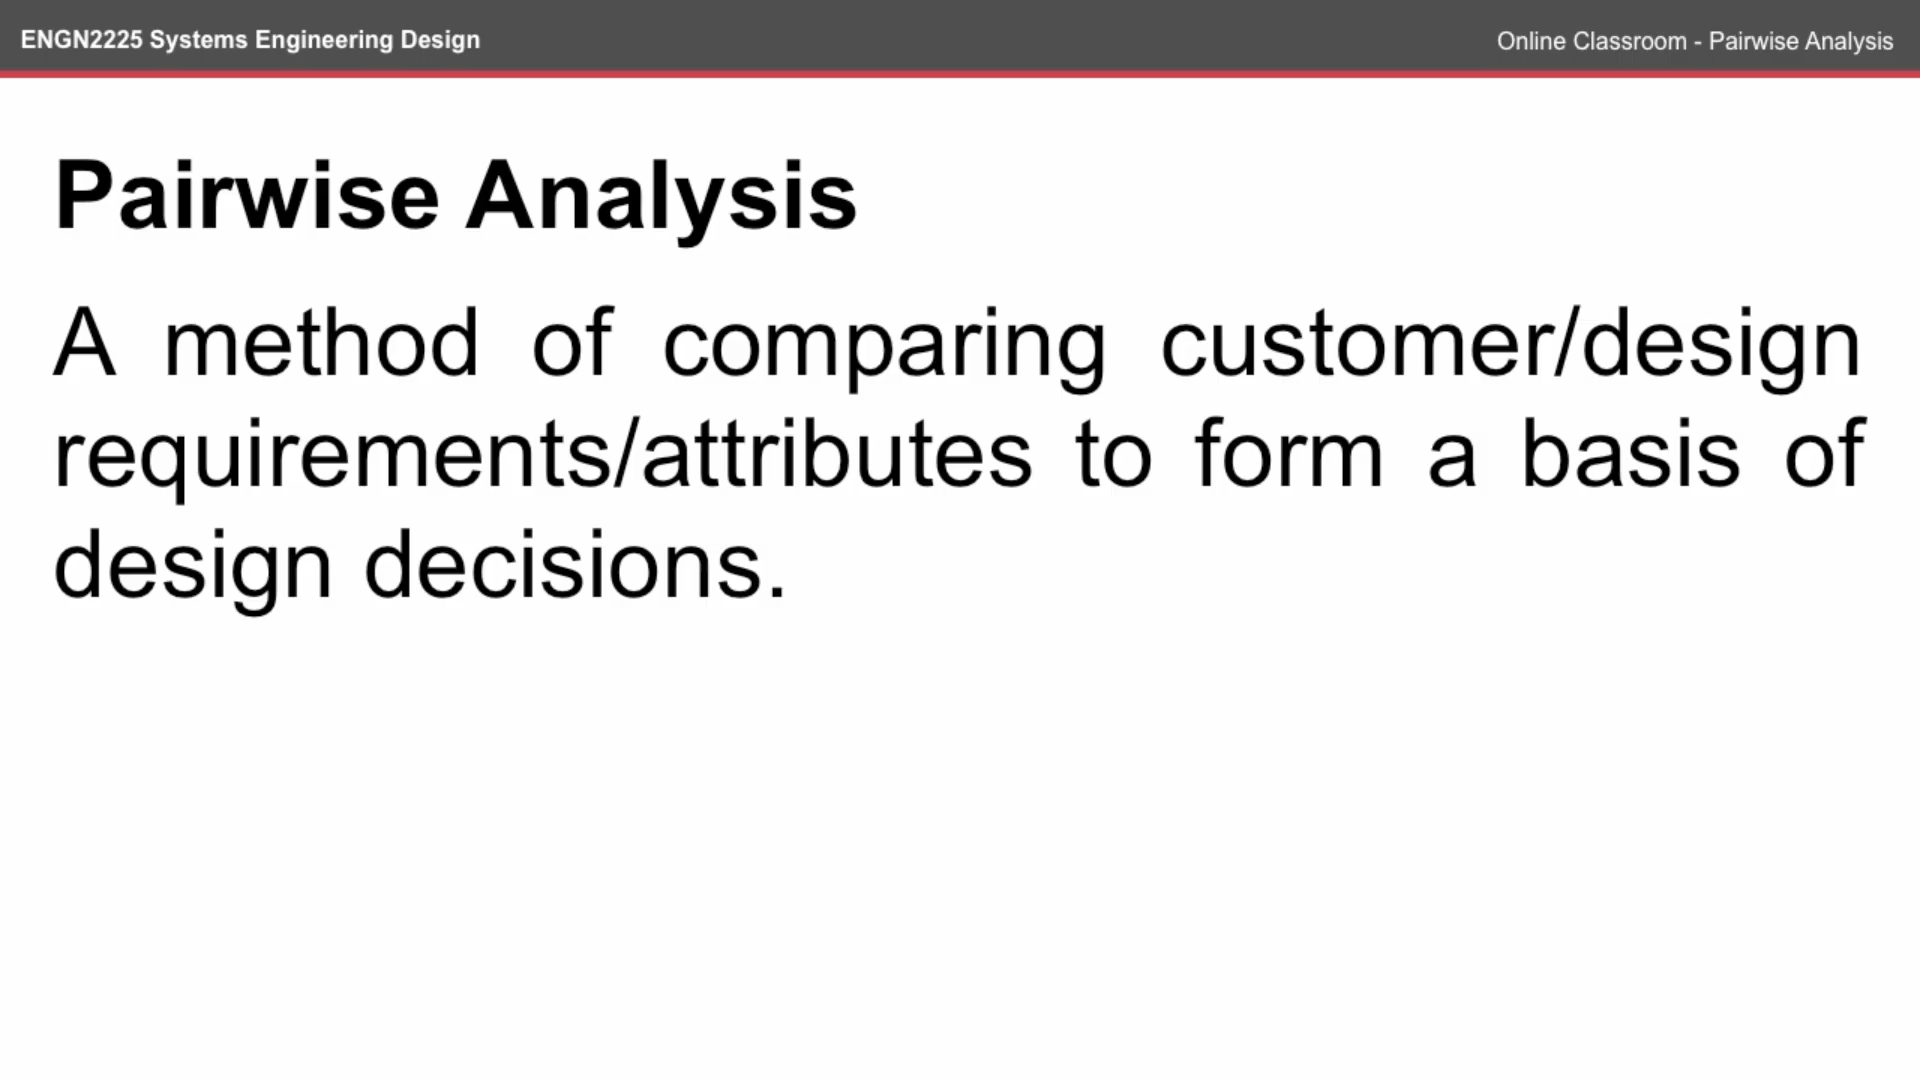 ENGN2225 Systems Engineering Design
Online Classroom - Pairwise Analysis
Pairwise Analysis
A method of comparing customer/design
requirements/attributes to form a basis of
design decisions.